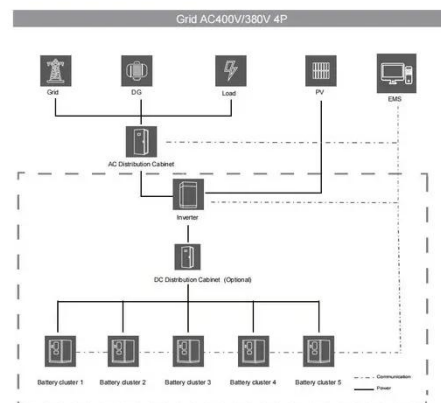 Grid AC400V/380V 4P
Grid
DG
Load
PV
EMS
AC Distribution Cabinet
Inverter
DC Distribution Cabinet (Optional)
Battery cluster 1
Battery cluster 2
Battery cluster 3
Battery cluster 4
Battery cluster 5
Communication
Power